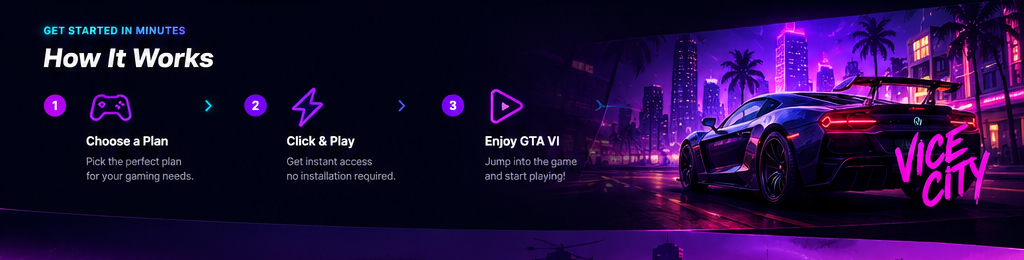 GET STARTED IN MINUTES
How It Works
1
Choose a Plan
Pick the perfect plan
for your gaming needs.
2
Click & Play
Get instant access
no installation required.
3
Enjoy GTA VI
Jump into the game
and start playing!
VICE
CITY